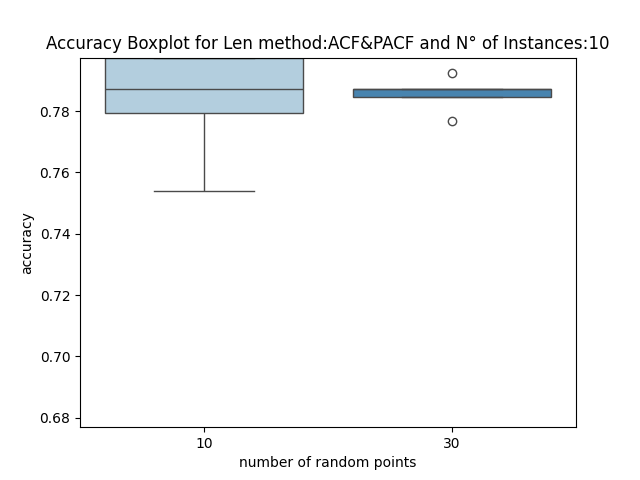 Accuracy Boxplot for Len method:ACF&PACF and N° of Instances:10
0.78
0.76
0.74
0.72
0.70
0.68
accuracy
10
30
number of random points